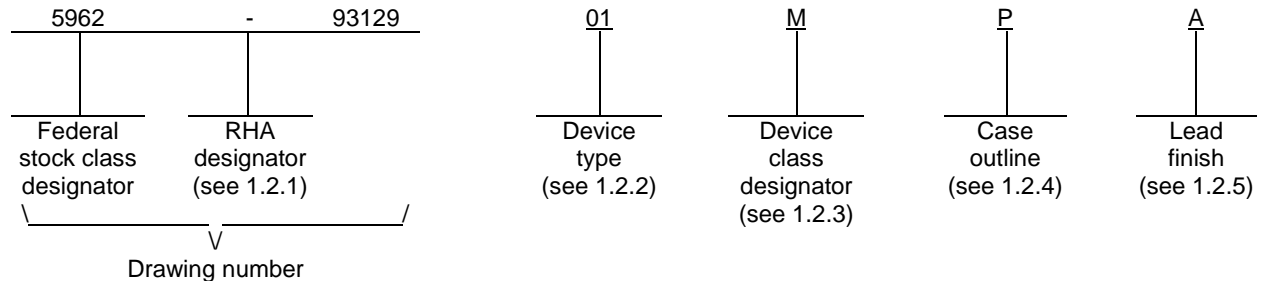 5962 - 93129 01 M P A
Federal stock class designator
RHA designator (see 1.2.1)
Device type (see 1.2.2)
Device class designator (see 1.2.3)
Case outline (see 1.2.4)
Lead finish (see 1.2.5)
\ /
\/
Drawing number